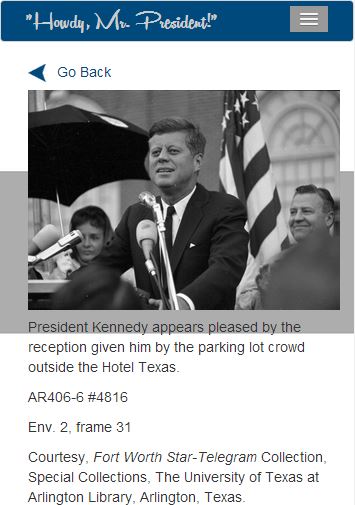 "Howdy, Mr. President!"
Go Back
President Kennedy appears pleased by the
reception given him by the parking lot crowd
outside the Hotel Texas.
AR406-6 #4816
Env. 2, frame 31
Courtesy, Fort Worth Star-Telegram Collection,
Special Collections, The University of Texas at
Arlington Library, Arlington, Texas.